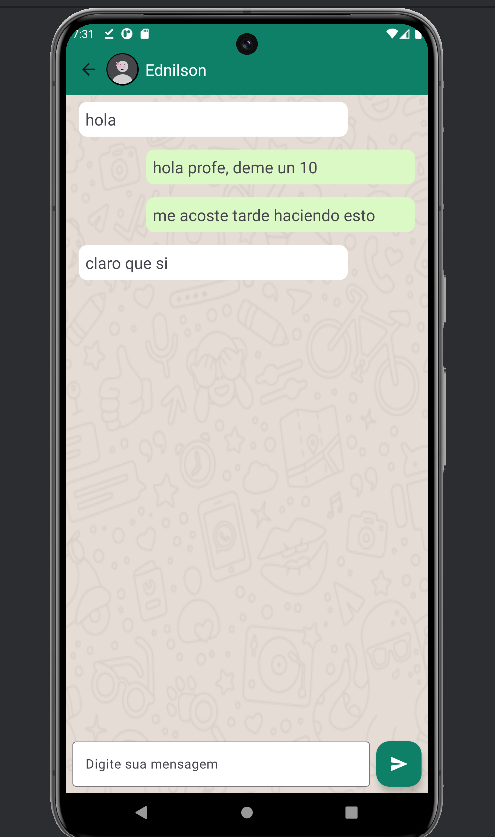 7:31
Ednilson
hola
hola profe, deme un 10
me acoste tarde haciendo esto
claro que si
Digite sua mensagem